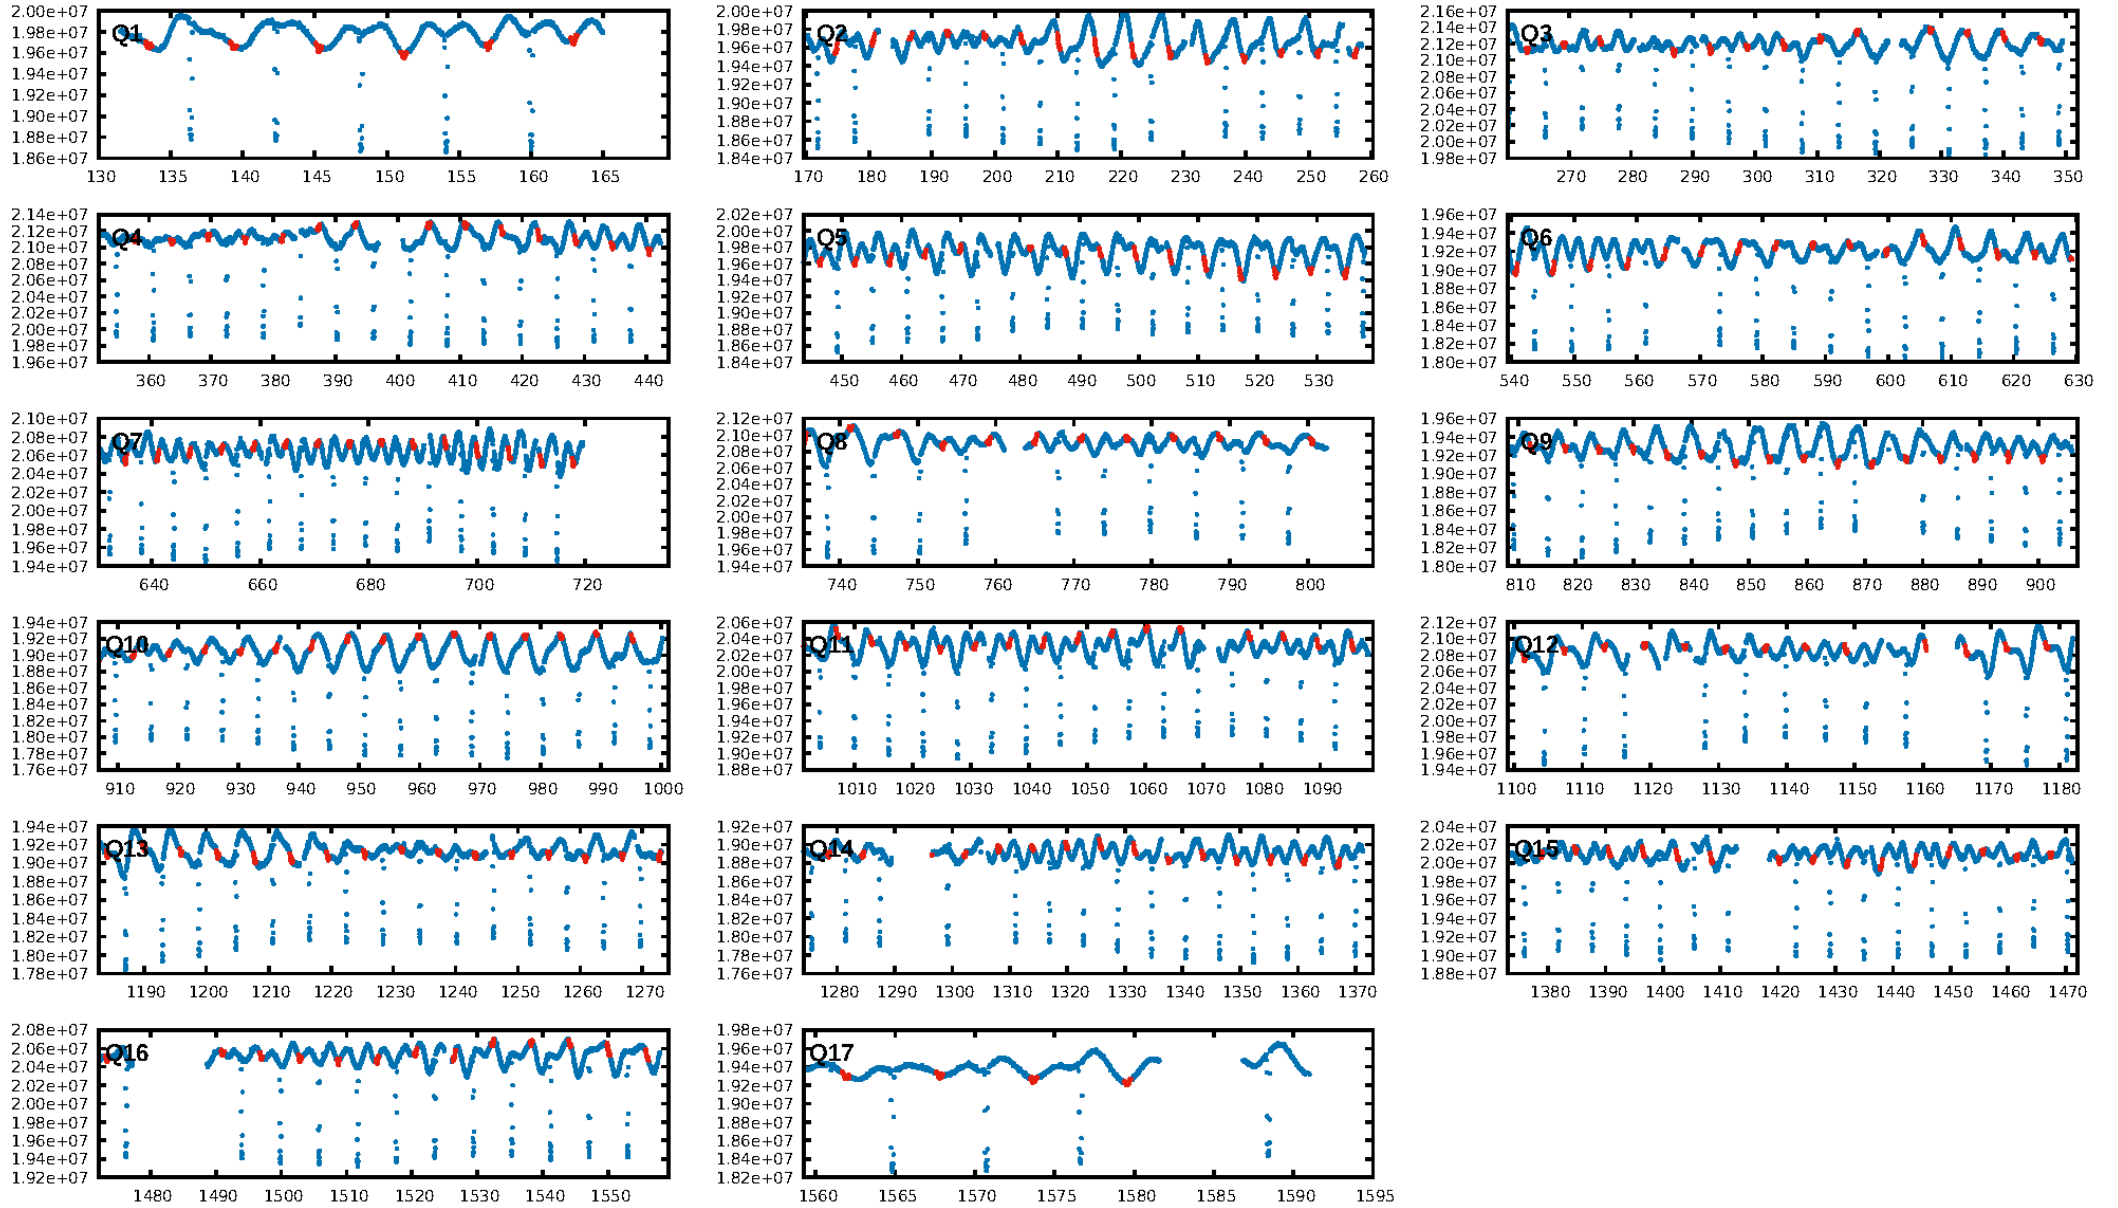 2.00e+07 1.98e+07 1.96e+07 1.94e+07 1.92e+07 1.90e+07 1.88e+07 1.86e+07
Q1
130 135 140 145 150 155 160 165
2.00e+07 1.98e+07 1.96e+07 1.94e+07 1.92e+07 1.90e+07 1.88e+07 1.86e+07 1.84e+07
Q2
170 180 190 200 210 220 230 240 250 260
2.16e+07 2.14e+07 2.12e+07 2.10e+07 2.08e+07 2.06e+07 2.04e+07 2.02e+07 2.00e+07 1.98e+07
Q3
270 280 290 300 310 320 330 340 350
2.14e+07 2.12e+07 2.10e+07 2.08e+07 2.06e+07 2.04e+07 2.02e+07 2.00e+07 1.98e+07 1.96e+07
Q4
360 370 380 390 400 410 420 430 440
2.02e+07 2.00e+07 1.98e+07 1.96e+07 1.94e+07 1.92e+07 1.90e+07 1.88e+07 1.86e+07 1.84e+07
Q5
450 460 470 480 490 500 510 520 530
1.96e+07 1.94e+07 1.92e+07 1.90e+07 1.88e+07 1.86e+07 1.84e+07 1.82e+07 1.80e+07
Q6
540 550 560 570 580 590 600 610 620 630
2.10e+07 2.08e+07 2.06e+07 2.04e+07 2.02e+07 2.00e+07 1.98e+07 1.96e+07 1.94e+07
Q7
640 660 680 700 720
2.12e+07 2.10e+07 2.08e+07 2.06e+07 2.04e+07 2.02e+07 2.00e+07 1.98e+07 1.96e+07 1.94e+07
Q8
740 750 760 770 780 790 800
1.96e+07 1.94e+07 1.92e+07 1.90e+07 1.88e+07 1.86e+07 1.84e+07 1.82e+07 1.80e+07
Q9
810 820 830 840 850 860 870 880 890 900
1.94e+07 1.92e+07 1.90e+07 1.88e+07 1.86e+07 1.84e+07 1.82e+07 1.80e+07 1.78e+07 1.76e+07
Q10
910 920 930 940 950 960 970 980 990 1000
2.06e+07 2.04e+07 2.02e+07 2.00e+07 1.98e+07 1.96e+07 1.94e+07 1.92e+07 1.90e+07 1.88e+07
Q11
1010 1020 1030 1040 1050 1060 1070 1080 1090
2.12e+07 2.10e+07 2.08e+07 2.06e+07 2.04e+07 2.02e+07 2.00e+07 1.98e+07 1.96e+07 1.94e+07
Q12
1100 1110 1120 1130 1140 1150 1160 1170 1180
1.94e+07 1.92e+07 1.90e+07 1.88e+07 1.86e+07 1.84e+07 1.82e+07 1.80e+07 1.78e+07
Q13
1190 1200 1210 1220 1230 1240 1250 1260 1270
1.92e+07 1.90e+07 1.88e+07 1.86e+07 1.84e+07 1.82e+07 1.80e+07 1.78e+07 1.76e+07
Q14
1280 1290 1300 1310 1320 1330 1340 1350 1360 1370
2.04e+07 2.02e+07 2.00e+07 1.98e+07 1.96e+07 1.94e+07 1.92e+07 1.90e+07 1.88e+07
Q15
1380 1390 1400 1410 1420 1430 1440 1450 1460 1470
2.08e+07 2.06e+07 2.04e+07 2.02e+07 2.00e+07 1.98e+07 1.96e+07 1.94e+07 1.92e+07
Q16
1480 1490 1500 1510 1520 1530 1540 1550
1.98e+07 1.96e+07 1.94e+07 1.92e+07 1.90e+07 1.88e+07 1.86e+07 1.84e+07 1.82e+07
Q17
1560 1565 1570 1575 1580 1585 1590 1595